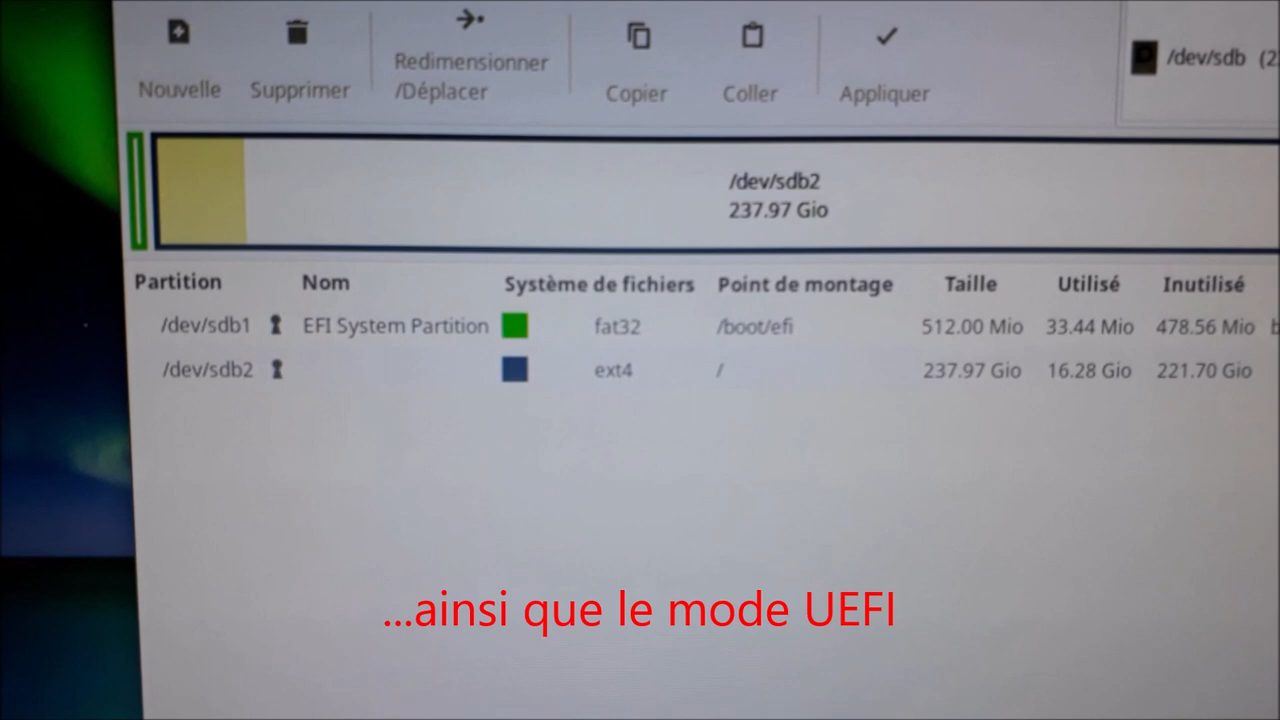 Nouvelle
Supprimer
Redimensionner
/Déplacer
Copier
Coller
Appliquer
/dev/sdb (2
/dev/sdb2
237.97 Gio
Partition Nom Système de fichiers Point de montage Taille Utilisé Inutilisé
/dev/sdb1 EFI System Partition fat32 /boot/efi 512.00 Mio 33.44 Mio 478.56 Mio b
/dev/sdb2 ext4 / 237.97 Gio 16.28 Gio 221.70 Gio
...ainsi que le mode UEFI